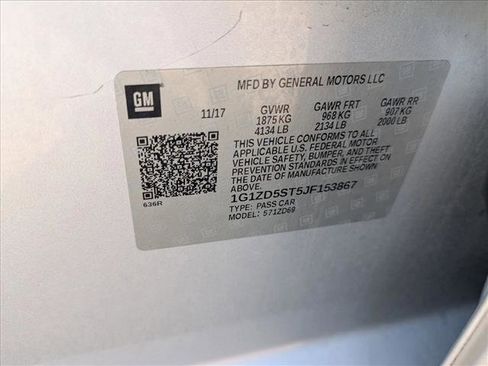 MFD BY GENERAL MOTORS LLC
GM
11/17 GVWR GAWR FRT GAWR RR
1875 KG 968 KG 907 KG
4134 LB 2134 LB 2000 LB
THIS VEHICLE CONFORMS TO ALL
APPLICABLE U.S. FEDERAL MOTOR
VEHICLE SAFETY, BUMPER, AND THEFT
PREVENTION STANDARDS IN EFFECT ON
THE DATE OF MANUFACTURE SHOWN
ABOVE.
1G1ZD5ST5JF153867
636R
TYPE: PASS CAR
MODEL: 571ZD69